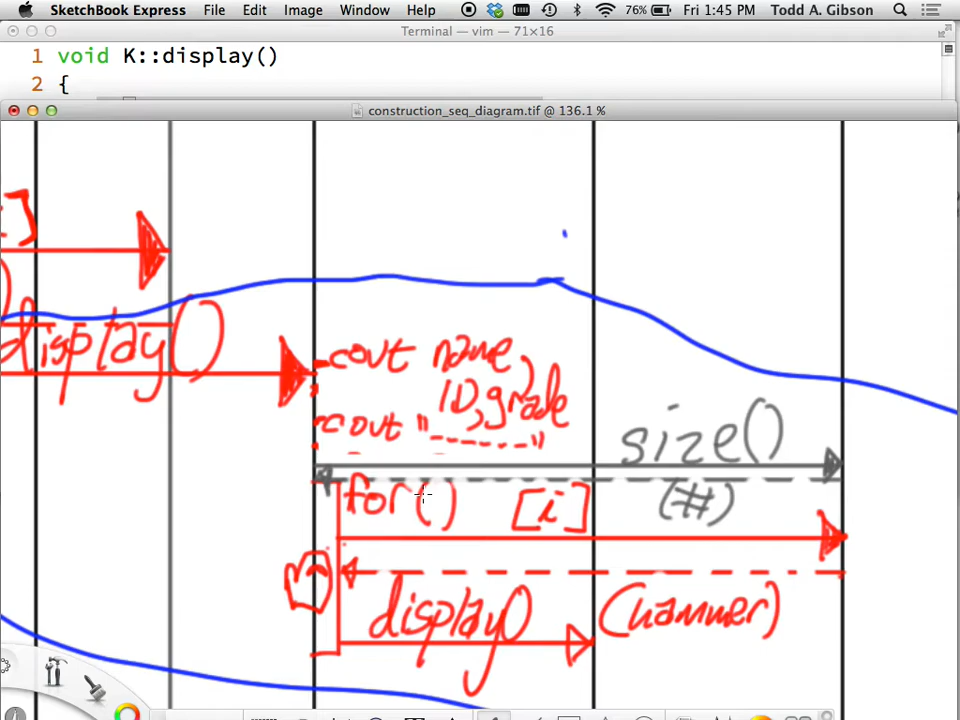 SketchBook Express File Edit Image Window Help 76% Fri 1:45 PM Todd A. Gibson
Terminal — vim — 71×16
1 void K::display()
2 {
construction_seq_diagram.tif @ 136.1 %
]
display()
cout name,
ID, grade
cout "------"
size()
for() [i] (#)
display() (hammer)